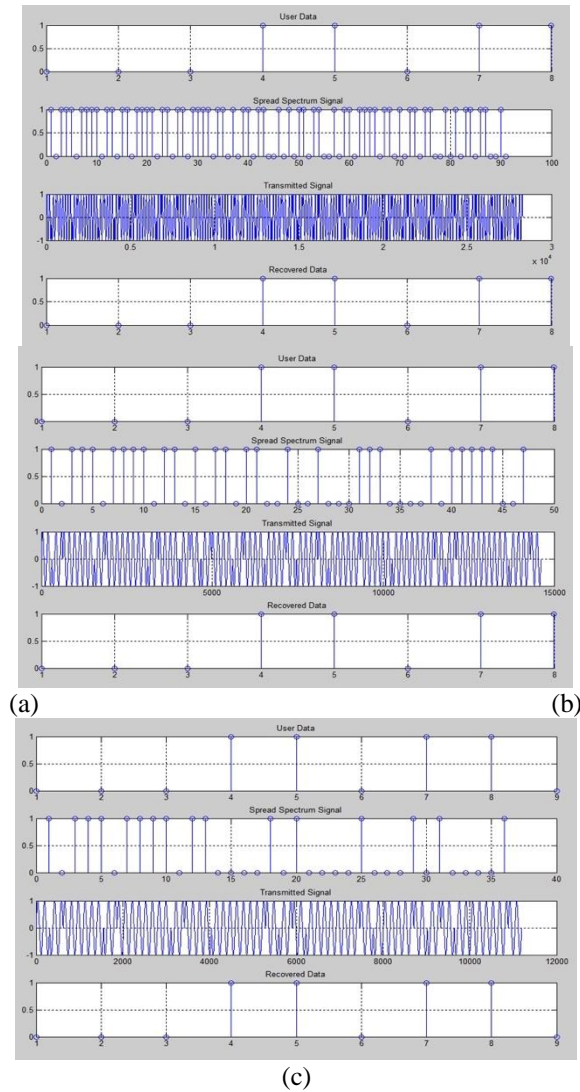 User Data
1
0.5
0
1 2 3 4 5 6 7 8
Spread Spectrum Signal
1
0.5
0
0 10 20 30 40 50 60 70 80 90 100
Transmitted Signal
1
0
-1
0 0.5 1 1.5 2 2.5 3
x 10^4
Recovered Data
1
0.5
0
1 2 3 4 5 6 7 8
User Data
1
0.5
0
1 2 3 4 5 6 7 8
Spread Spectrum Signal
1
0.5
0
0 5 10 15 20 25 30 35 40 45 50
Transmitted Signal
1
0
-1
0 5000 10000 15000
Recovered Data
1
0.5
0
1 2 3 4 5 6 7 8
(a) (b)
User Data
1
0.5
0
1 2 3 4 5 6 7 8 9
Spread Spectrum Signal
1
0.5
0
0 5 10 15 20 25 30 35 40
Transmitted Signal
1
0
-1
0 2000 4000 6000 8000 10000 12000
Recovered Data
1
0.5
0
1 2 3 4 5 6 7 8 9
(c)